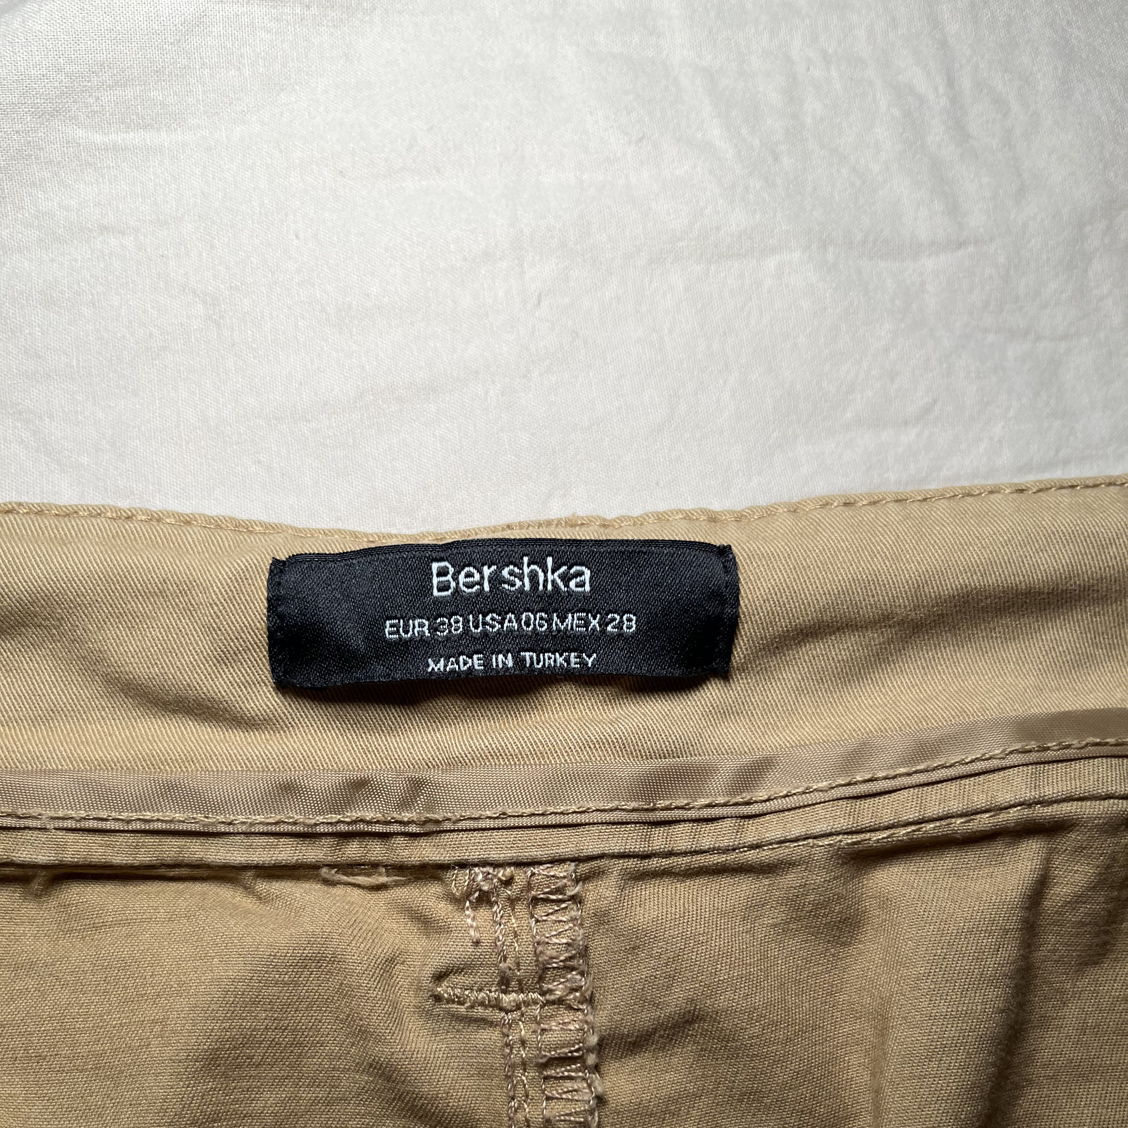 Bershka
EUR 38 USA 06 MEX 28
MADE IN TURKEY